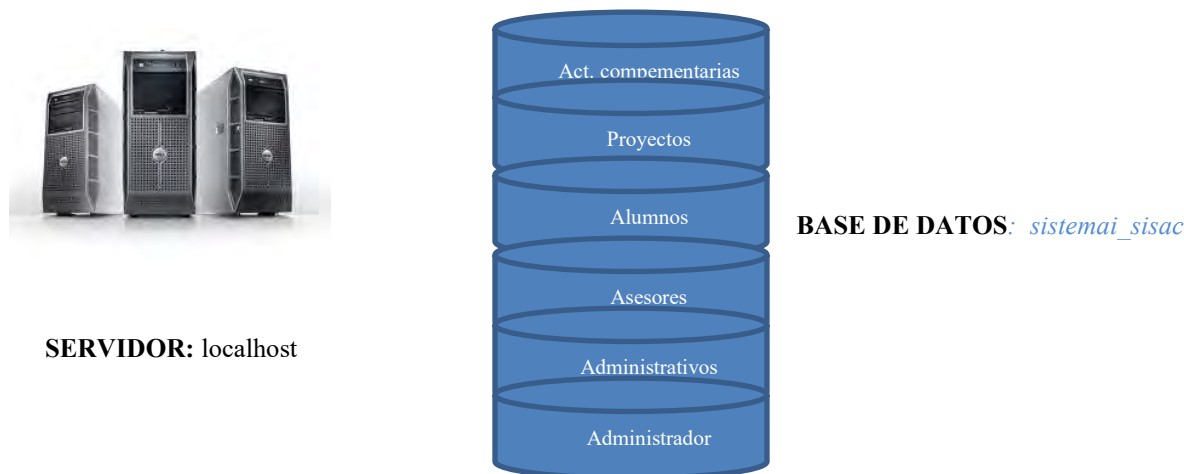 Act. compementarias
Proyectos
Alumnos
BASE DE DATOS: sistemai_sisac
Asesores
SERVIDOR: localhost
Administrativos
Administrador